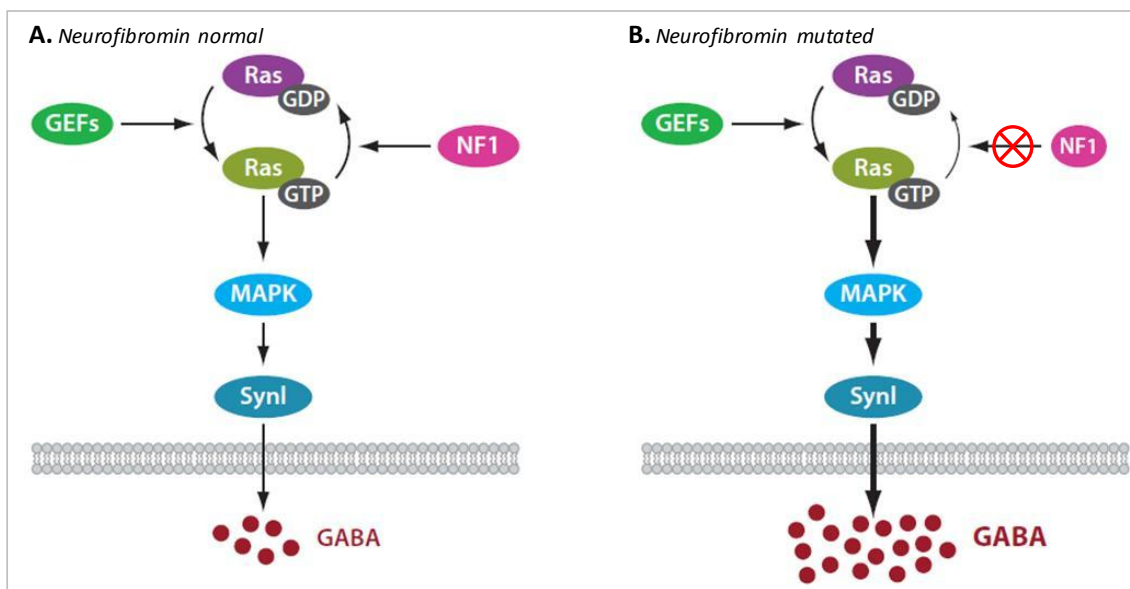 A. Neurofibromin normal
Ras
GDP
GEFs
NF1
Ras
GTP
MAPK
SynI
GABA
B. Neurofibromin mutated
Ras
GDP
GEFs
NF1
Ras
GTP
MAPK
SynI
GABA